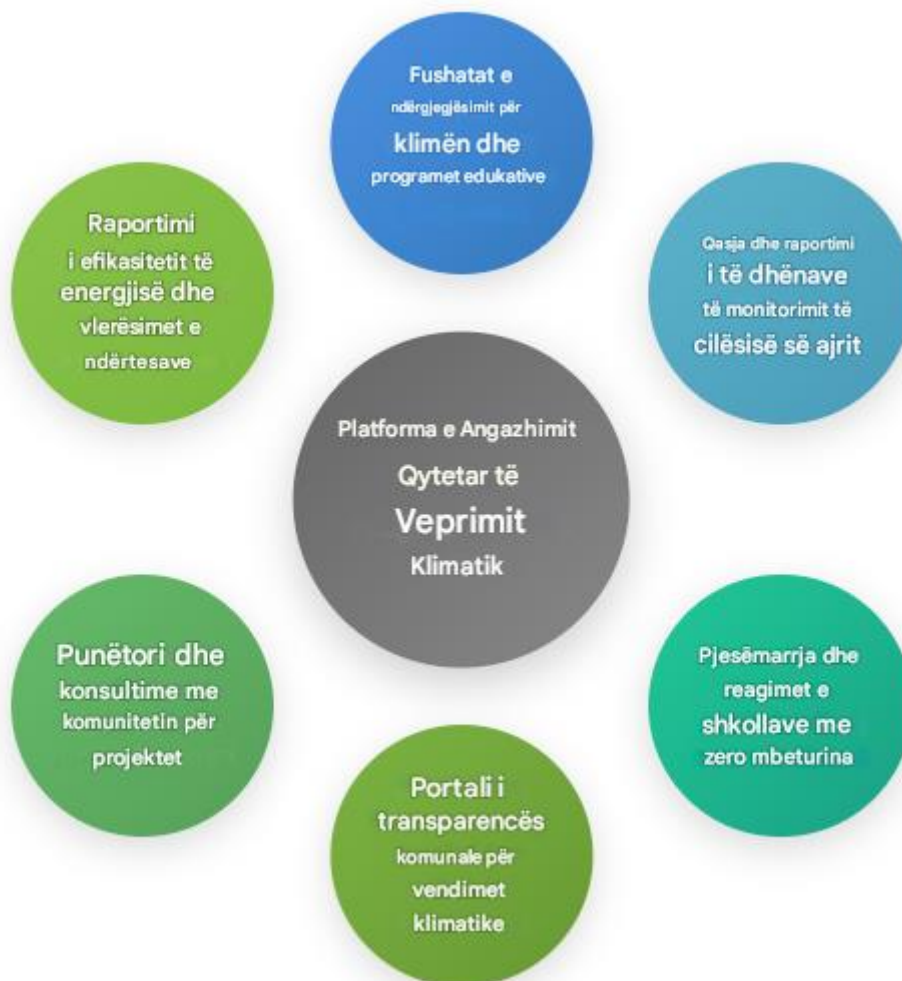 Fushatat e
ndërgjegjësimit për
klimën dhe
programet edukative
Raportimi
i efikasitetit të
energjisë dhe
vlerësimet e
ndërtesave
Qasja dhe raportimi
i të dhënave
të monitorimit të
cilësisë së ajrit
Platforma e Angazhimit
Qytetar të
Veprimit
Klimatik
Punëtori dhe
konsultime me
komunitetin për
projektet
Pjesëmarrja dhe
reagimet e
shkollave me
zero mbeturina
Portali i
transparencës
komunale për
vendimet
klimatike